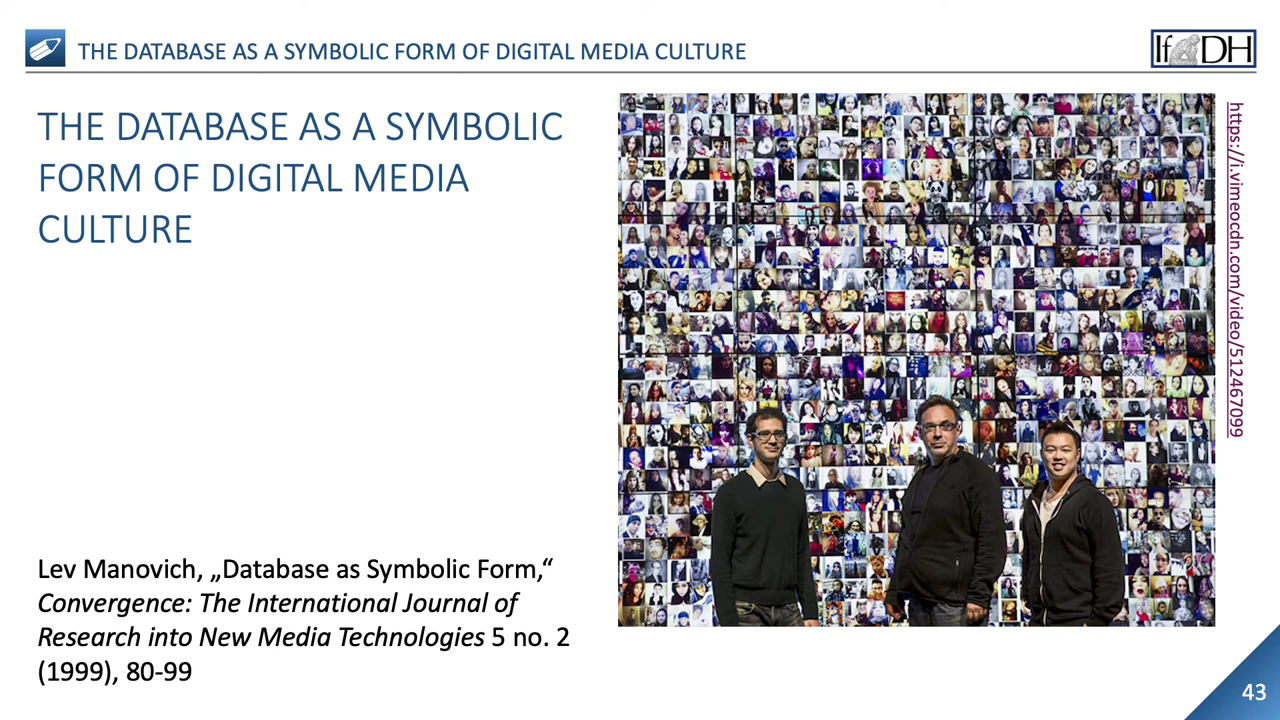 THE DATABASE AS A SYMBOLIC FORM OF DIGITAL MEDIA CULTURE
IfDH
THE DATABASE AS A SYMBOLIC
FORM OF DIGITAL MEDIA
CULTURE
https://i.vimeocdn.com/video/512467099
Lev Manovich, „Database as Symbolic Form,“
Convergence: The International Journal of
Research into New Media Technologies 5 no. 2
(1999), 80-99
43